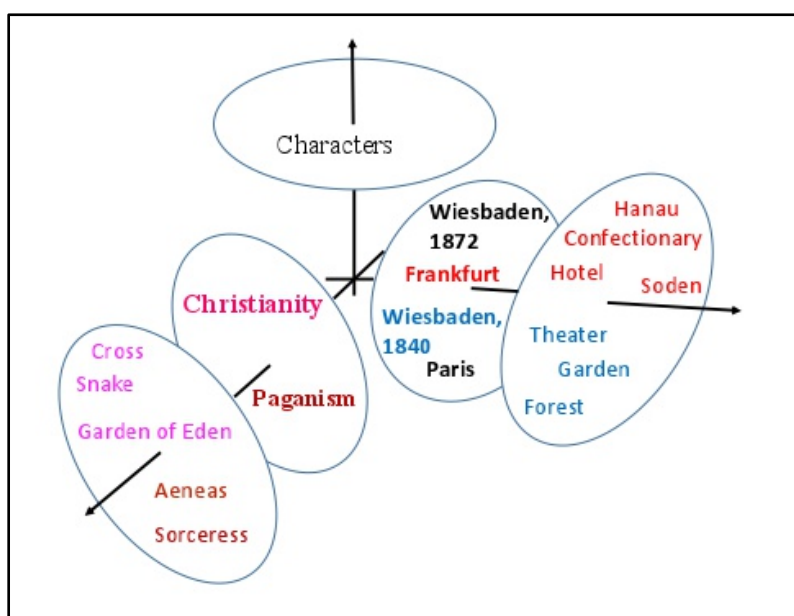 Characters
Wiesbaden,
1872
Frankfurt
Wiesbaden,
1840
Paris
Hanau
Confectionary
Hotel
Soden
Theater
Garden
Forest
Christianity
Paganism
Cross
Snake
Garden of Eden
Aeneas
Sorceress